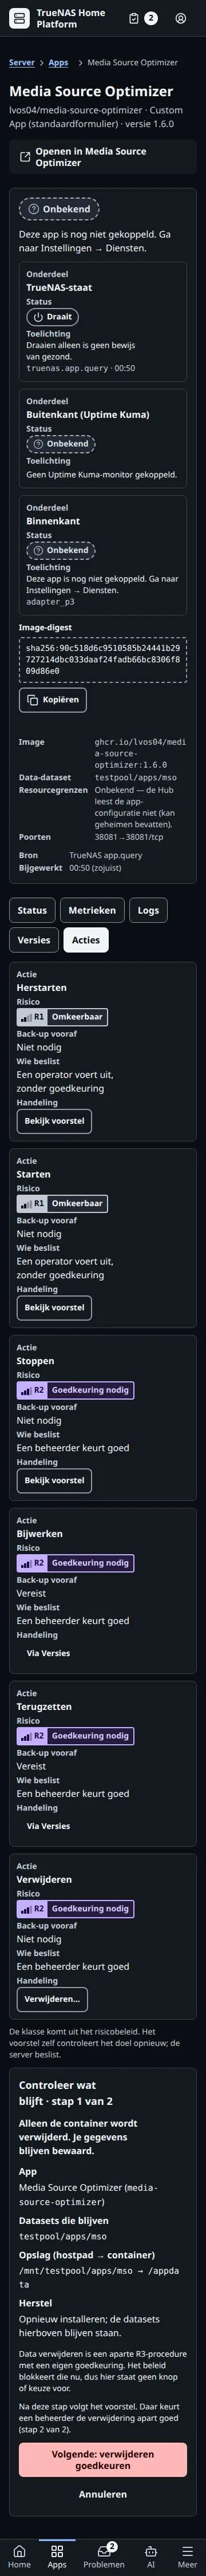 TrueNAS Home
Platform
2
Server > Apps > Media Source Optimizer
Media Source Optimizer
lvos04/media-source-optimizer · Custom
App (standaardformulier) · versie 1.6.0
Openen in Media Source
Optimizer
Onbekend
Deze app is nog niet gekoppeld. Ga
naar Instellingen → Diensten.
Onderdeel
TrueNAS-staat
Status
Draait
Toelichting
Draaien alleen is geen bewijs
van gezond.
truenas.app.query · 00:50
Onderdeel
Buitenkant (Uptime Kuma)
Status
Onbekend
Toelichting
Geen Uptime Kuma-monitor gekoppeld.
Onderdeel
Binnenkant
Status
Onbekend
Toelichting
Deze app is nog niet gekoppeld. Ga naar
Instellingen → Diensten.
adapter_p3
Image-digest
sha256:90c518d6c9510585b24441b29
727214dbc033daaf24fadb66bc8306f8
09d86e0
Kopiëren
Image ghcr.io/lvos04/medi
a-source-
optimizer:1.6.0
Data-dataset testpool/apps/mso
Resourcegrenzen Onbekend — de Hub
leest de app-
configuratie niet (kan
geheimen bevatten).
Poorten 38081→38081/tcp
Bron TrueNAS app.query
Bijgewerkt 00:50 (zojuist)
Status Metrieken Logs
Versies Acties
Actie
Herstarten
Risico
R1 Omkeerbaar
Back-up vooraf
Niet nodig
Wie beslist
Een operator voert uit,
zonder goedkeuring
Handeling
Bekijk voorstel
Actie
Starten
Risico
R1 Omkeerbaar
Back-up vooraf
Niet nodig
Wie beslist
Een operator voert uit,
zonder goedkeuring
Handeling
Bekijk voorstel
Actie
Stoppen
Risico
R2 Goedkeuring nodig
Back-up vooraf
Niet nodig
Wie beslist
Een beheerder keurt goed
Handeling
Bekijk voorstel
Actie
Bijwerken
Risico
R2 Goedkeuring nodig
Back-up vooraf
Vereist
Wie beslist
Een beheerder keurt goed
Handeling
Via Versies
Actie
Terugzetten
Risico
R2 Goedkeuring nodig
Back-up vooraf
Vereist
Wie beslist
Een beheerder keurt goed
Handeling
Via Versies
Actie
Verwijderen
Risico
R2 Goedkeuring nodig
Back-up vooraf
Niet nodig
Wie beslist
Een beheerder keurt goed
Handeling
Verwijderen...
De klasse komt uit het risicobeleid. Het
voorstel zelf controleert het doel opnieuw; de
server beslist.
Controleer wat
blijft · stap 1 van 2
Alleen de container wordt
verwijderd. Je gegevens
blijven bewaard.
App
Media Source Optimizer (media-
source-optimizer)
Datasets die blijven
testpool/apps/mso
Opslag (hostpad → container)
/mnt/testpool/apps/mso → /appda
ta
Herstel
Opnieuw installeren; de datasets
hierboven blijven staan.
Data verwijderen is een aparte R3-procedure
met een eigen goedkeuring. Het beleid
blokkeert die nu, dus hier staat geen knop
of keuze voor.
Na deze stap volgt het voorstel. Daar keurt
een beheerder de verwijdering apart goed
(stap 2 van 2).
Volgende: verwijderen
goedkeuren
Annuleren
2
Home Apps Problemen AI Meer